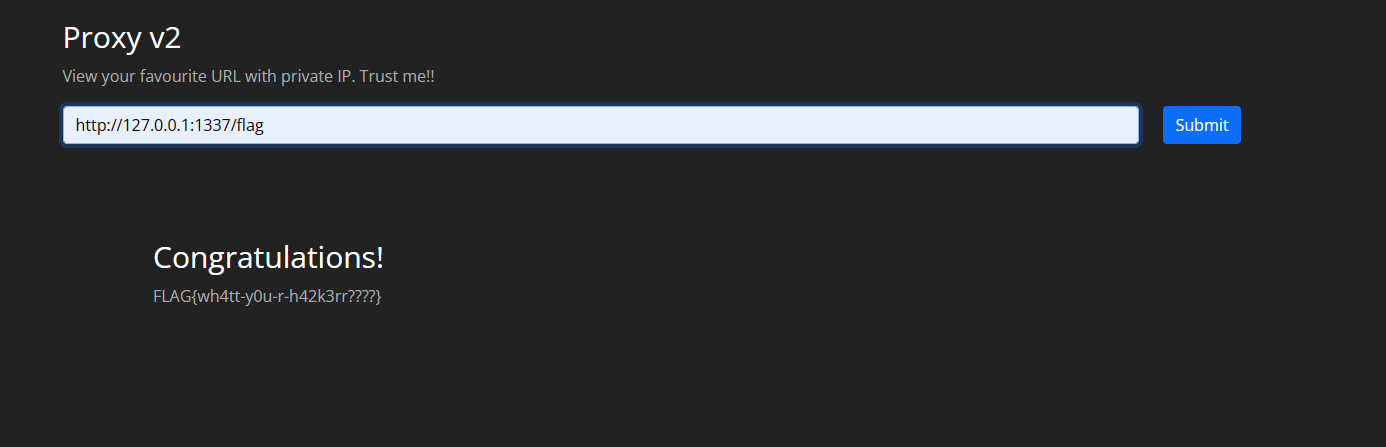 Proxy v2
View your favourite URL with private IP. Trust me!!
http://127.0.0.1:1337/flag
Submit
Congratulations!
FLAG{wh4tt-y0u-r-h42k3rr????}